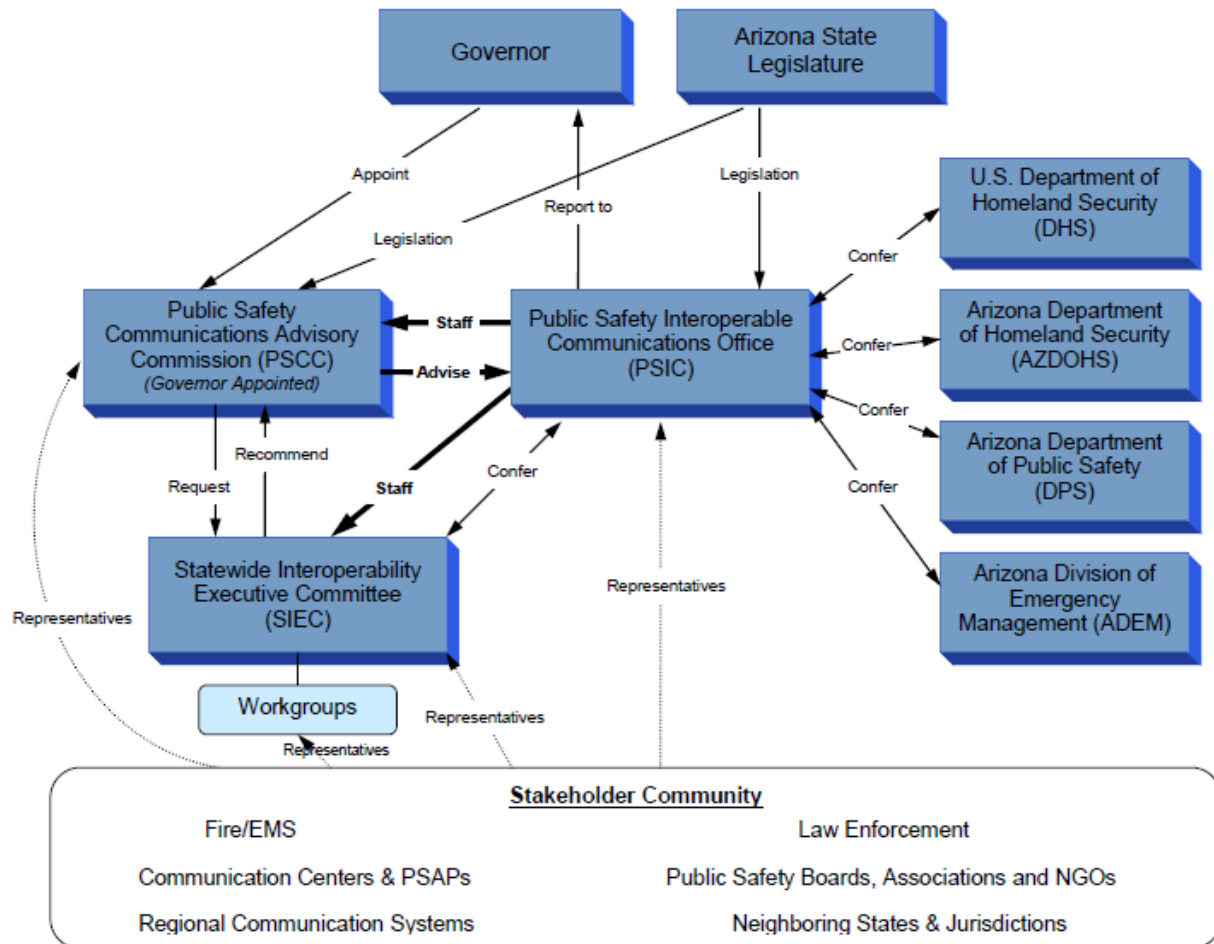 Governor
Arizona State
Legislature
Appoint
Report to
Legislation
Legislation
U.S. Department of
Homeland Security
(DHS)
Confer
Public Safety
Communications Advisory
Commission (PSCC)
(Governor Appointed)
Staff
Advise
Public Safety Interoperable
Communications Office
(PSIC)
Confer
Arizona Department
of Homeland Security
(AZDOHS)
Confer
Arizona Department
of Public Safety
(DPS)
Request
Recommend
Staff
Confer
Confer
Statewide Interoperability
Executive Committee
(SIEC)
Arizona Division of
Emergency
Management (ADEM)
Representatives
Representatives
Workgroups
Representatives
Representatives
Stakeholder Community
Fire/EMS
Law Enforcement
Communication Centers & PSAPs
Public Safety Boards, Associations and NGOs
Regional Communication Systems
Neighboring States & Jurisdictions